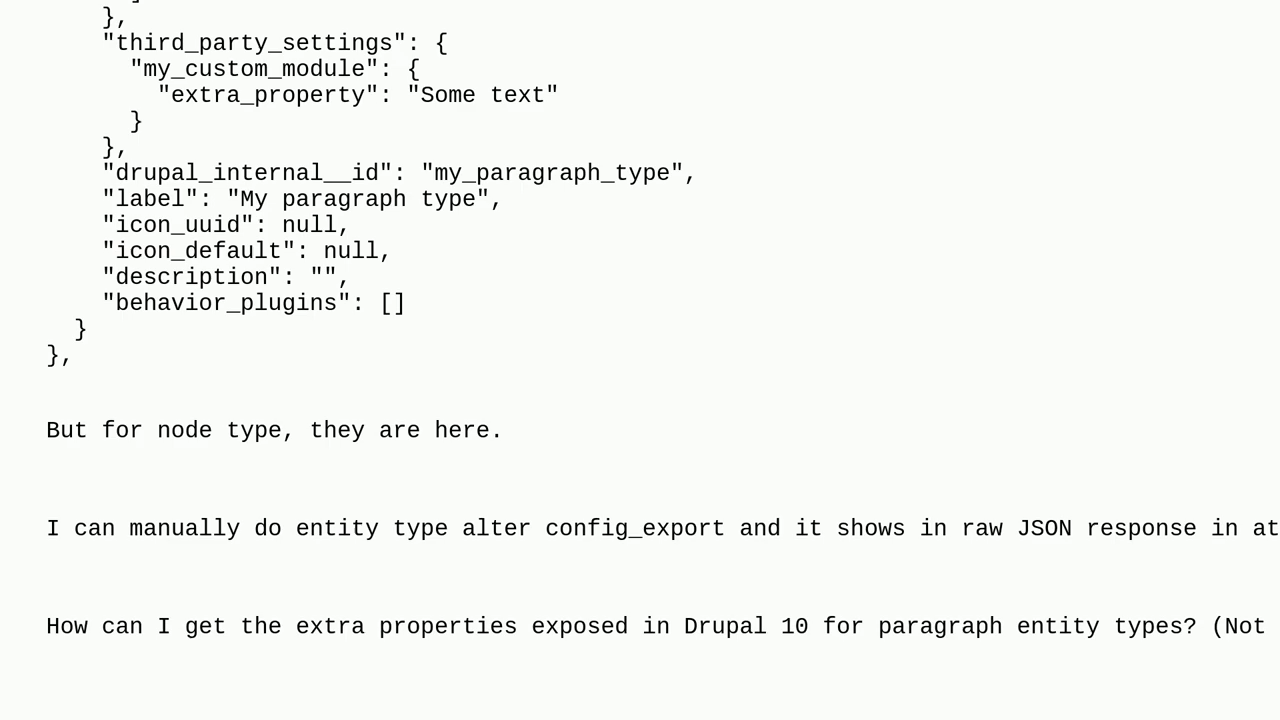 },
"third_party_settings": {
"my_custom_module": {
"extra_property": "Some text"
}
},
"drupal_internal__id": "my_paragraph_type",
"label": "My paragraph type",
"icon_uuid": null,
"icon_default": null,
"description": "",
"behavior_plugins": []
}
},
But for node type, they are here.
I can manually do entity type alter config_export and it shows in raw JSON response in at
How can I get the extra properties exposed in Drupal 10 for paragraph entity types? (Not